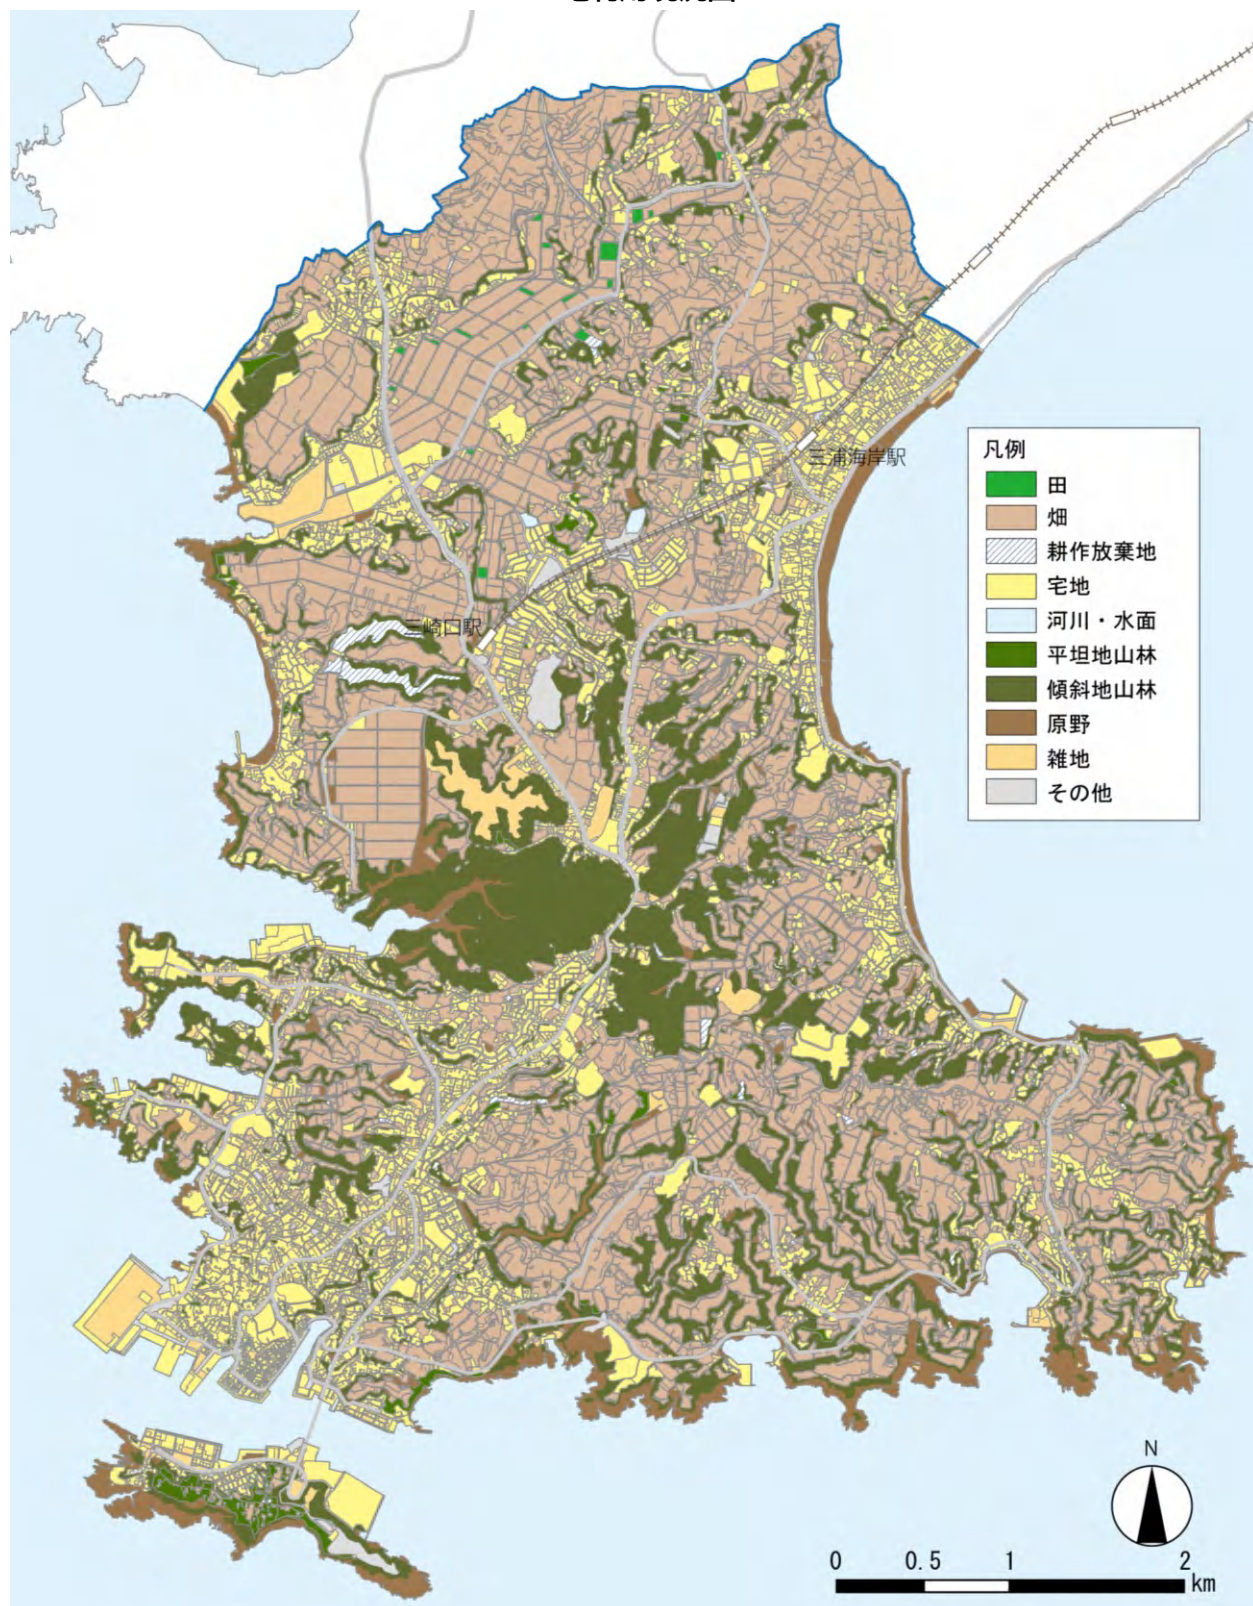 三浦海岸駅
三崎口駅
凡例
田
畑
耕作放棄地
宅地
河川・水面
平坦地山林
傾斜地山林
原野
雑地
その他
N
0 0.5 1 2
km